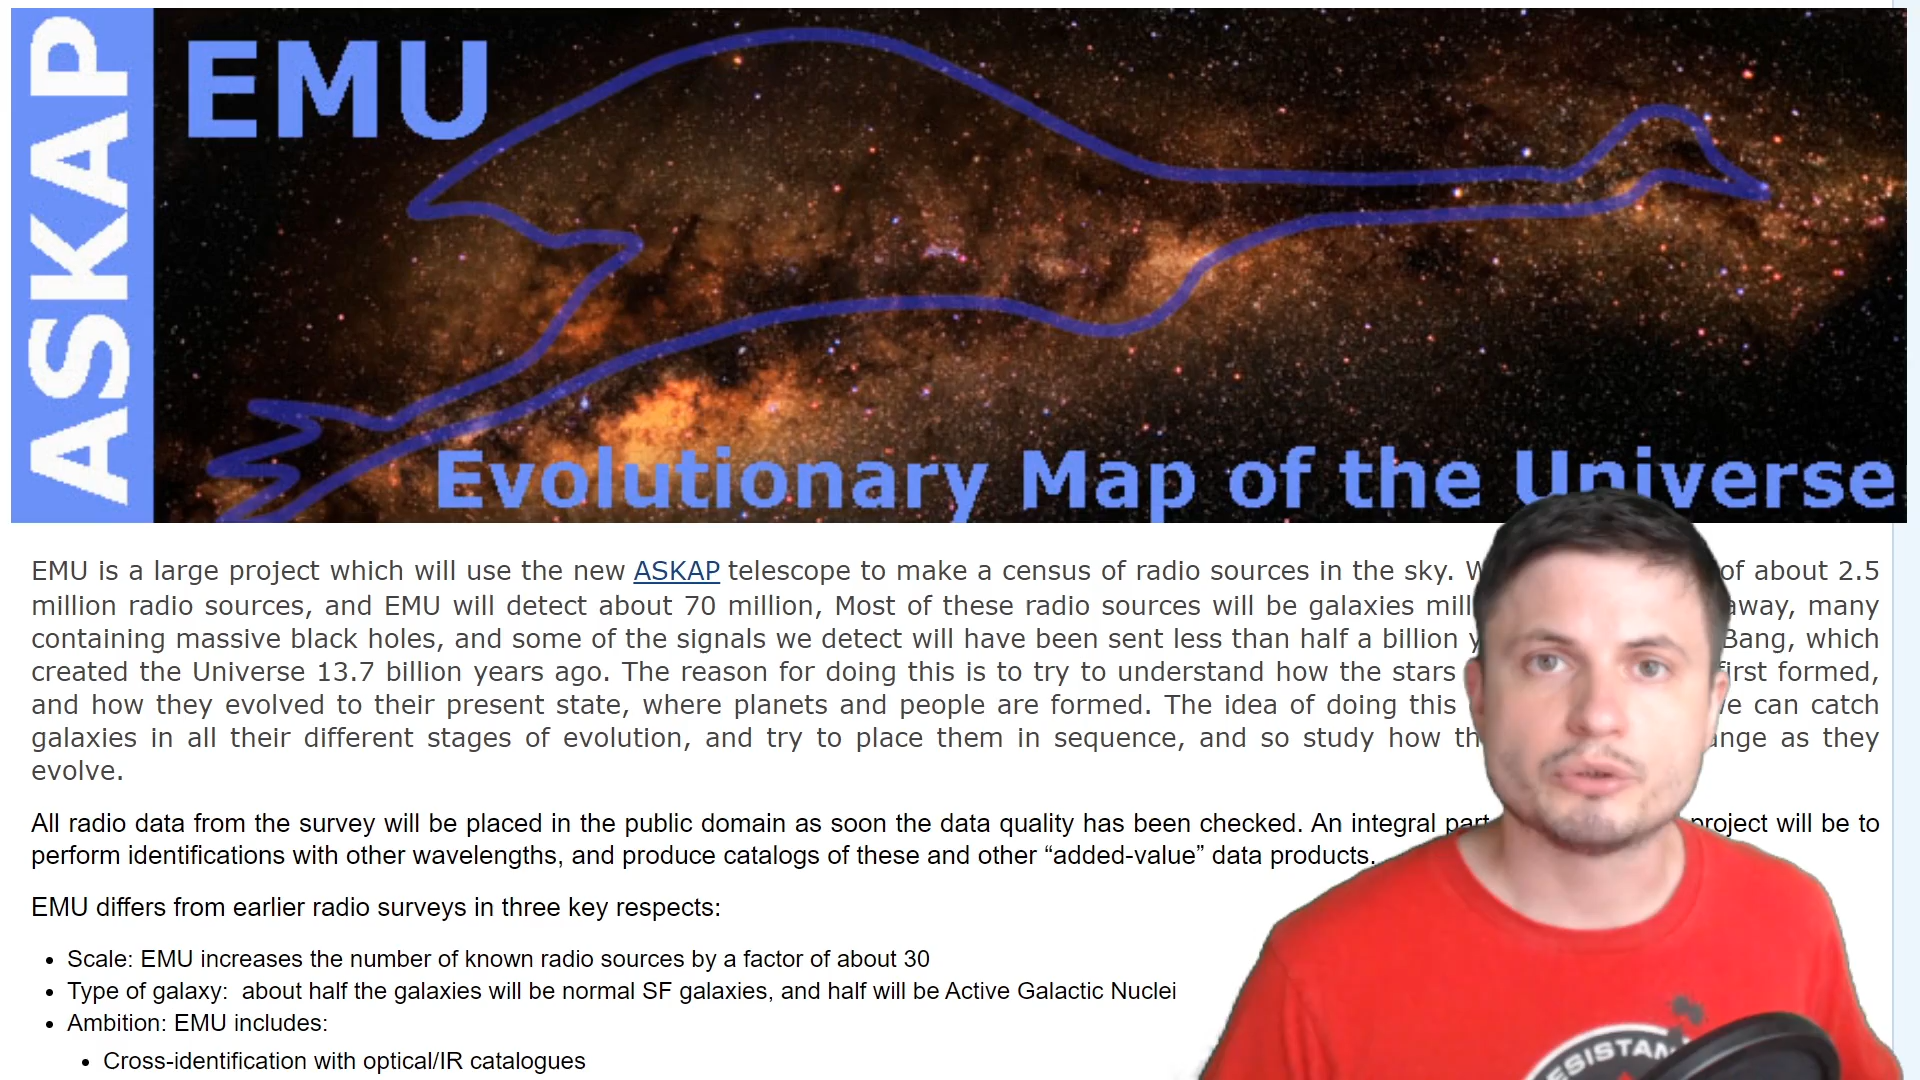 ASKAP
EMU
Evolutionary Map of the Universe
EMU is a large project which will use the new ASKAP telescope to make a census of radio sources in the sky. of about 2.5
million radio sources, and EMU will detect about 70 million, Most of these radio sources will be galaxies away, many
containing massive black holes, and some of the signals we detect will have been sent less than half a billion Bang, which
created the Universe 13.7 billion years ago. The reason for doing this is to try to understand how the stars first formed,
and how they evolved to their present state, where planets and people are formed. The idea of doing this can catch
galaxies in all their different stages of evolution, and try to place them in sequence, and so study how as they
evolve.
All radio data from the survey will be placed in the public domain as soon the data quality has been checked. An integral part project will be to
perform identifications with other wavelengths, and produce catalogs of these and other “added-value” data products.
EMU differs from earlier radio surveys in three key respects:
• Scale: EMU increases the number of known radio sources by a factor of about 30
• Type of galaxy: about half the galaxies will be normal SF galaxies, and half will be Active Galactic Nuclei
• Ambition: EMU includes:
• Cross-identification with optical/IR catalogues